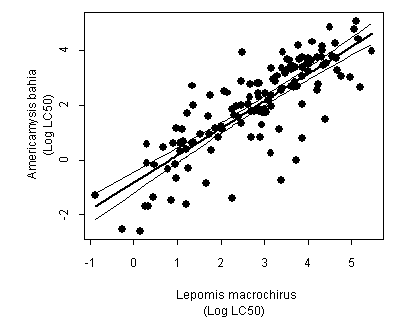 Americamysis bahia
(Log LC50)
4
2
0
-2
-1 0 1 2 3 4 5
Lepomis macrochirus
(Log LC50)